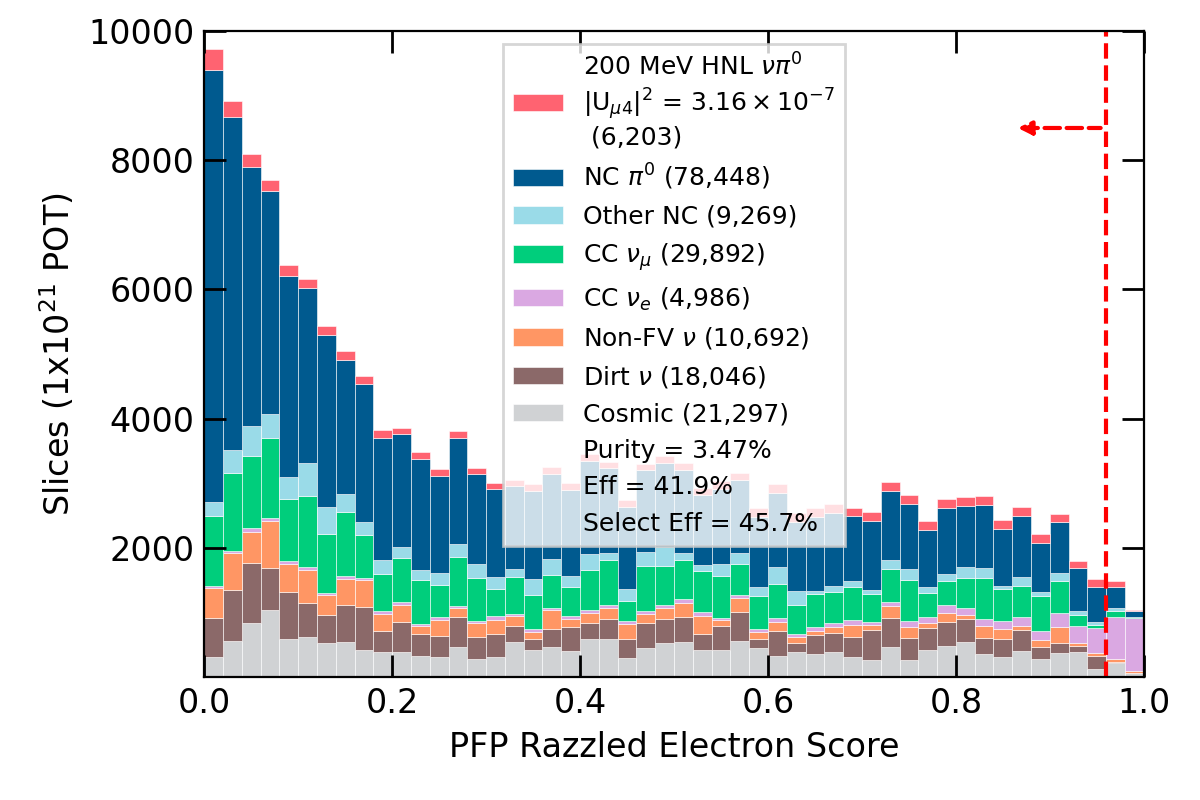 10000
8000
6000
4000
2000
Slices (1x10²¹ POT)
200 MeV HNL νπ⁰
|U_μ4|² = 3.16 × 10⁻⁷
(6,203)
NC π⁰ (78,448)
Other NC (9,269)
CC ν_μ (29,892)
CC ν_e (4,986)
Non-FV ν (10,692)
Dirt ν (18,046)
Cosmic (21,297)
Purity = 3.47%
Eff = 41.9%
Select Eff = 45.7%
0.0 0.2 0.4 0.6 0.8 1.0
PFP Razzled Electron Score